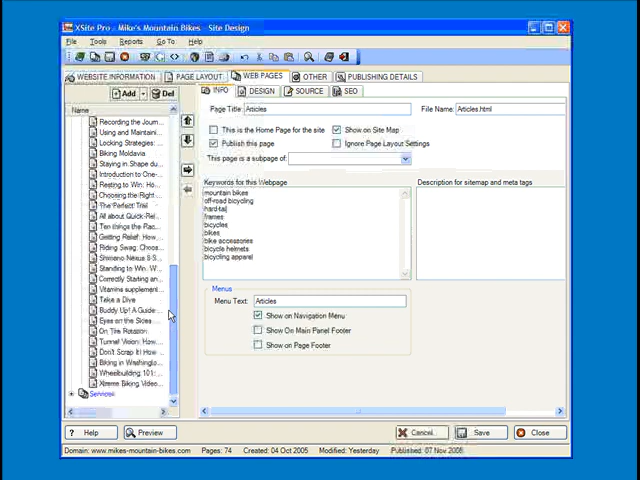 XSite Pro - Mike's Mountain Bikes - Site Design
File Tools Reports Go To Help
WEBSITE INFORMATION PAGE LAYOUT WEB PAGES OTHER PUBLISHING DETAILS
Add Del
INFO DESIGN SOURCE SEO
Name
Page Title: Articles File Name: Articles.html
This is the Home Page for the site Show on Site Map
Publish this page Ignore Page Layout Settings
This page is a subpage of:
Keywords for this Webpage Description for sitemap and meta tags
mountain bikes
off-road bicycling
hard-tail
frames
bicycles
bikes
bike accessories
bicycle helmets
bicycling apparel
Menus
Menu Text: Articles
Show on Navigation Menu
Show On Main Panel Footer
Show on Page Footer
Recording the Journ...
Using and Maintaini...
Locking Strategies:...
Biking Moldavia
Staying in Shape du...
Introduction to One-...
Resting to Win: Ho...
Choosing the Right...
The Perfect Trail
All about Quick-Rel...
Ten things the Rac...
Getting Relief: How...
Riding Swag: Choos...
Shimano Nexus 8-S...
Standing to Win: W...
Correctly Starting an...
Vitamins supplement...
Take a Dive
Buddy Up! A Guide...
Eyes on the Skies...
On The Rotation
Tunnel Vision: How...
Don't Scrap It! How...
Biking in Washingto...
Wheelbuilding 101:...
Xtreme Biking Video...
Services
? Help Preview Cancel Save Close
Domain: www.mikes-mountain-bikes.com Pages: 74 Created: 04 Oct 2005 Modified: Yesterday Published: 07 Nov 2006